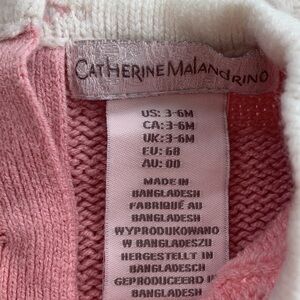 CATHERINE MALANDRINO
US: 3-6M
CA: 3-6M
UK: 3-6M
EU: 68
AU: 00
MADE IN
BANGLADESH
FABRIQUÉ AU
BANGLADESH
WYPRODUKOWANO
W BANGLADESZU
HERGESTELLT IN
BANGLADESCH
GEPRODUCEERD IN
BANGLADESH